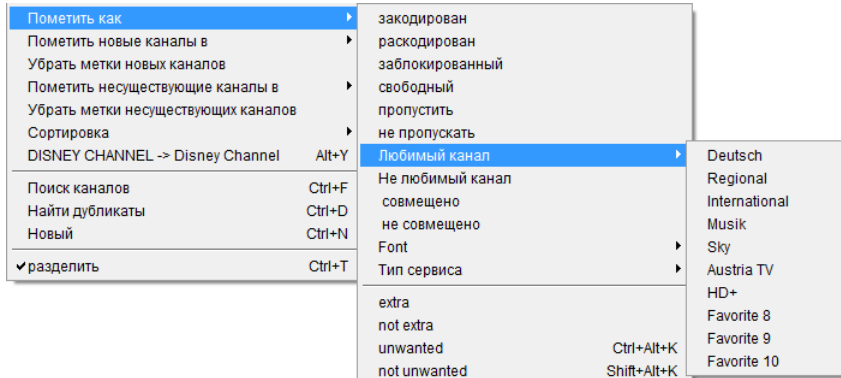 Пометить как
Пометить новые каналы в
Убрать метки новых каналов
Пометить несуществующие каналы в
Убрать метки несуществующих каналов
Сортировка
DISNEY CHANNEL -> Disney Channel Alt+Y
Поиск каналов Ctrl+F
Найти дубликаты Ctrl+D
Новый Ctrl+N
разделить Ctrl+T
закодирован
раскодирован
заблокированный
свободный
пропустить
не пропускать
Любимый канал
Не любимый канал
совмещено
не совмещено
Font
Тип сервиса
extra
not extra
unwanted Ctrl+Alt+K
not unwanted Shift+Alt+K
Deutsch
Regional
International
Musik
Sky
Austria TV
HD+
Favorite 8
Favorite 9
Favorite 10